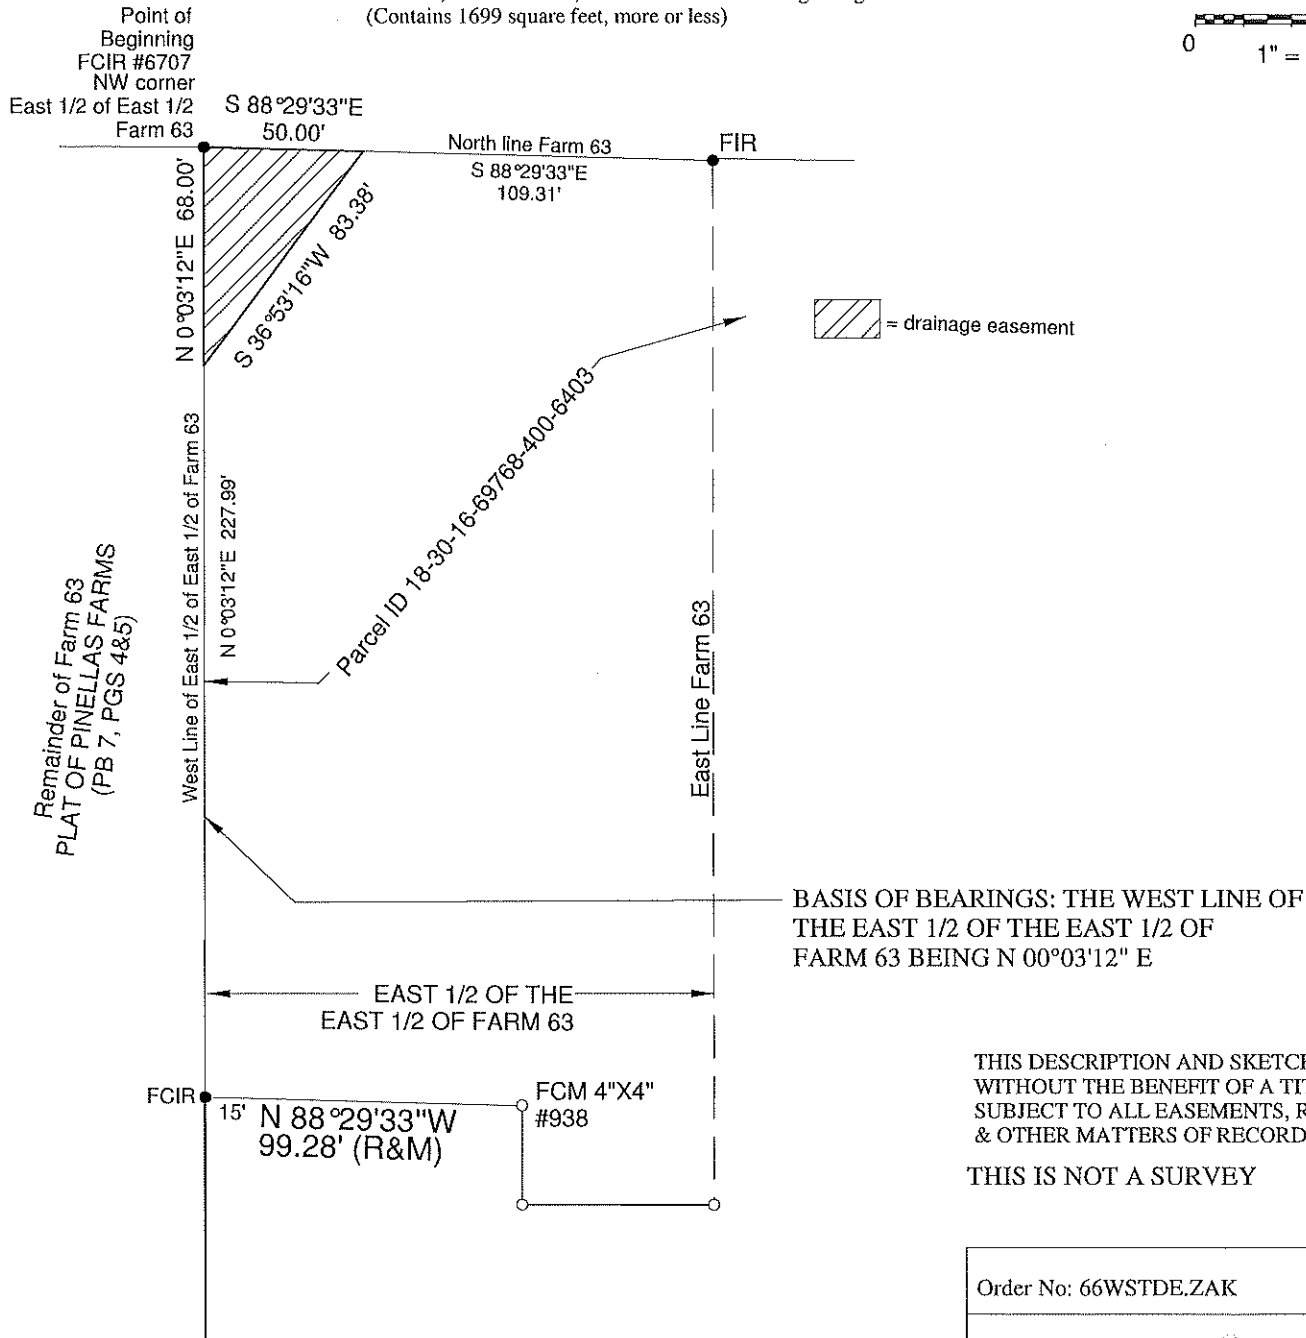 (Contains 1699 square feet, more or less)
Point of
Beginning
FCIR #6707
NW corner
East 1/2 of East 1/2
Farm 63
S 88°29'33"E
50.00'
North line Farm 63
S 88°29'33"E
109.31'
FIR
0
1" =
N 0°03'12"E 68.00'
S 36°53'16"W 83.38'
= drainage easement
West Line of East 1/2 of East 1/2 of Farm 63
N 0°03'12"E 227.99'
Parcel ID 18-30-16-69768-400-6403
East Line Farm 63
Remainder of Farm 63
PLAT OF PINELLAS FARMS
(PB 7, PGS 4&5)
BASIS OF BEARINGS: THE WEST LINE OF
THE EAST 1/2 OF THE EAST 1/2 OF
FARM 63 BEING N 00°03'12" E
EAST 1/2 OF THE
EAST 1/2 OF FARM 63
FCIR
15'
N 88°29'33"W
99.28' (R&M)
FCM 4"X4"
#938
THIS DESCRIPTION AND SKETCH
WITHOUT THE BENEFIT OF A
SUBJECT TO ALL EASEMENTS,
& OTHER MATTERS OF RECORD
THIS IS NOT A SURVEY
Order No: 66WSTDE.ZAK